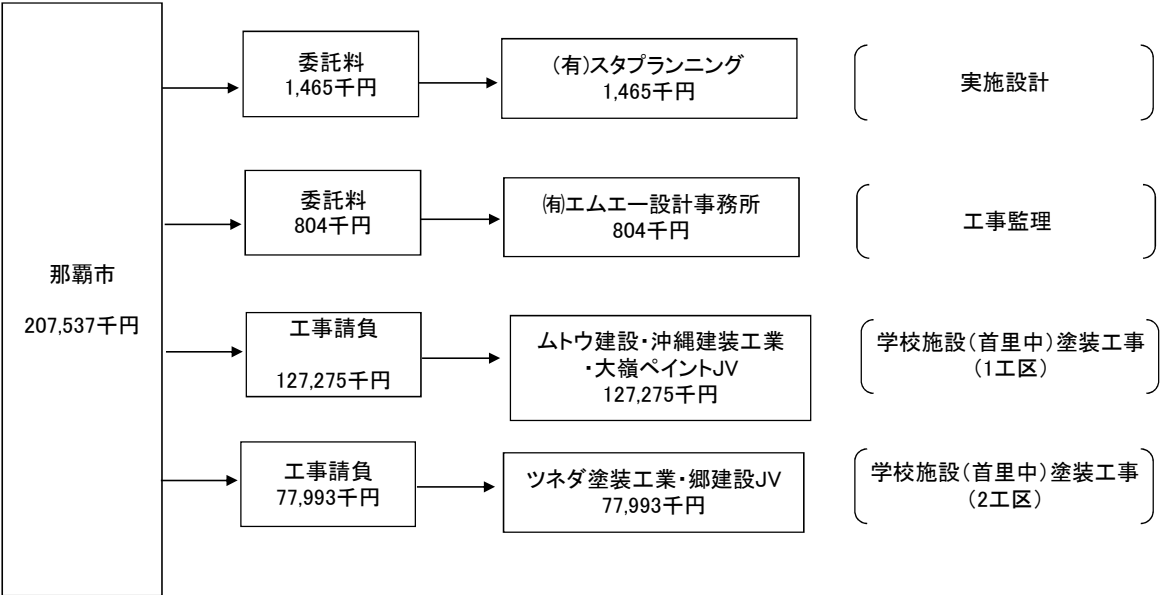 那覇市
207,537千円
委託料
1,465千円
(有)スタプランニング
1,465千円
実施設計
委託料
804千円
㈲エムエー設計事務所
804千円
工事監理
工事請負
127,275千円
ムトウ建設・沖縄建装工業
・大嶺ペイントJV
127,275千円
学校施設(首里中)塗装工事
(1工区)
工事請負
77,993千円
ツネダ塗装工業・郷建設JV
77,993千円
学校施設(首里中)塗装工事
(2工区)